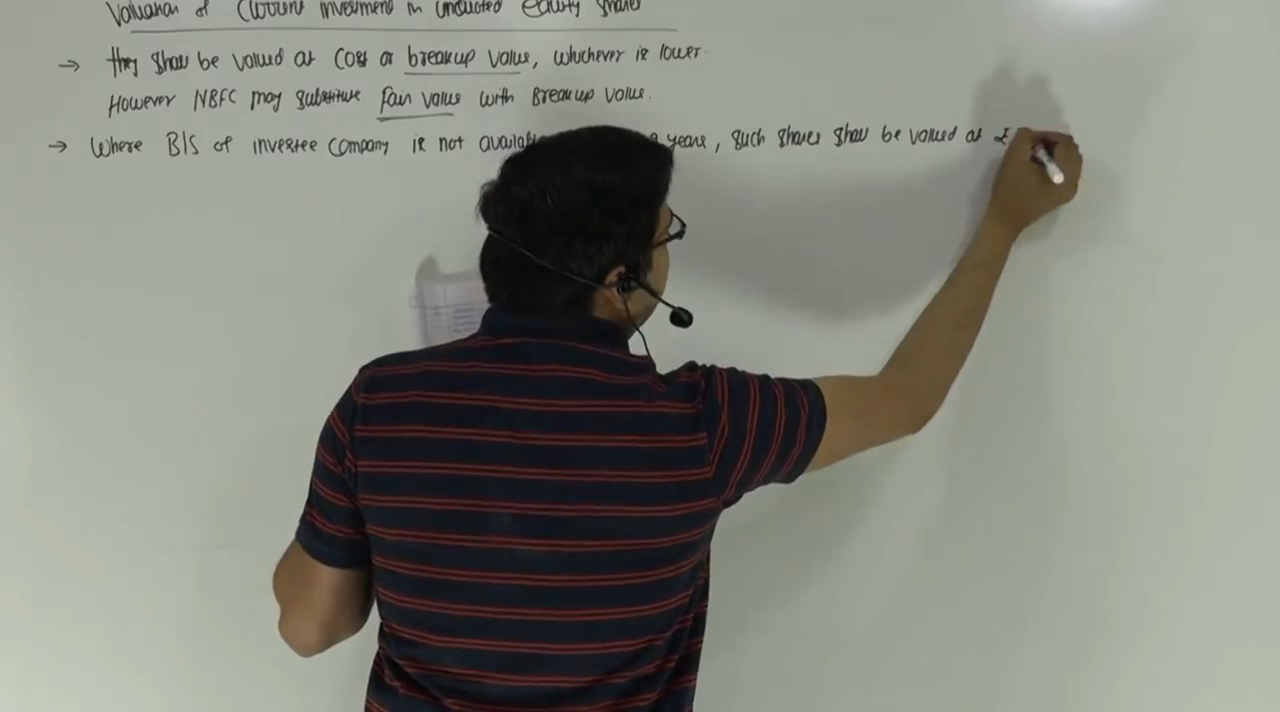 Valuation of Current investment in unquoted equity shares
→ they shall be valued at cost or breakup value, whichever is lower.
However NBFC may substitute fair value with Breakup value.
→ Where B/S of investee company is not years, such shares shall be valued at ₹